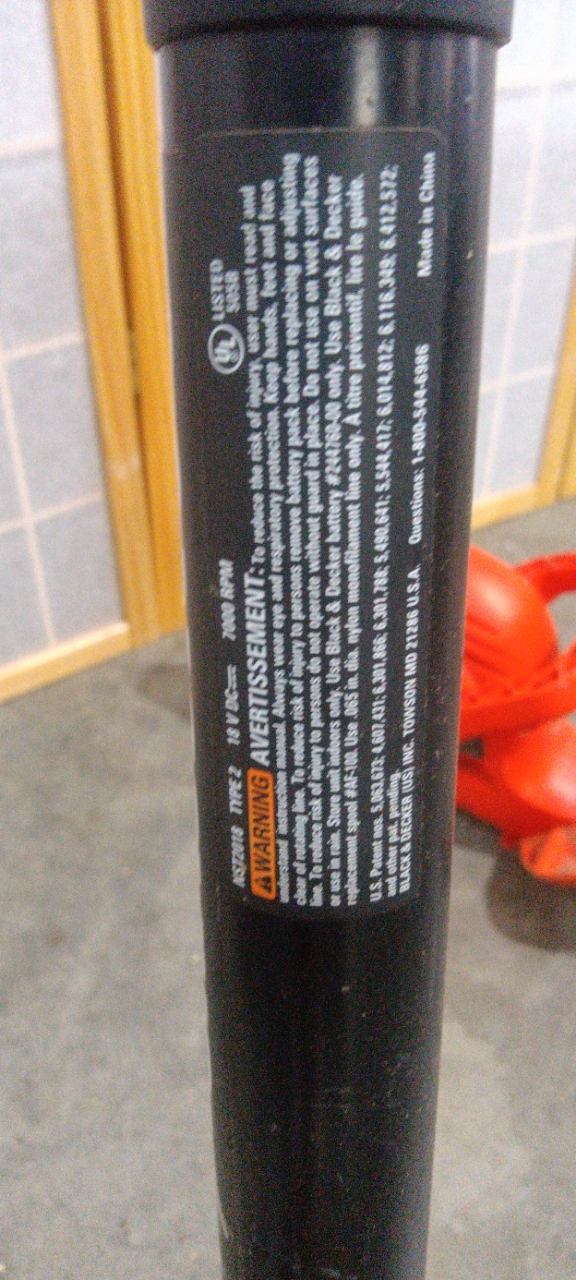 NST2018 TYPE 2 18 V DC 7000 RPM UL LISTED
WARNING AVERTISSEMENT: To reduce the risk of injury, user must read and
understand instruction manual. Always wear eye and respiratory protection. Keep hands, feet and face
clear of rotating line. To reduce risk of injury to persons remove battery pack before replacing or adjusting
line. To reduce risk of injury to persons do not operate without guard in place. Do not use on wet surfaces
or use in rain. Store unit indoors only. Use Black & Decker battery #244760-00 only. Use Black & Decker
replacement spool #AF-100. Use .065 in. dia. nylon monofilament line only. A titre préventif, lire le guide.
U.S. Patent nos. 5,063,673; 4,607,431; 6,301,788; 5,490,641; 5,544,417; 6,014,812; 6,116,349; 6,412,572;
and other pat. pending.
BLACK & DECKER (US) INC. TOWSON MD 21286 U.S.A. Questions: 1-800-544-6986 Made in China